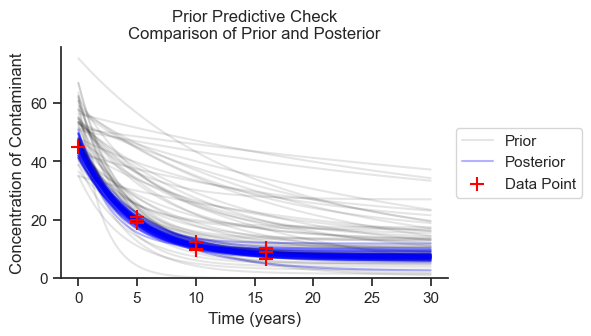 Prior Predictive Check
Comparison of Prior and Posterior
Concentration of Contaminant
60
40
20
0
0 5 10 15 20 25 30
Time (years)
Prior
Posterior
Data Point